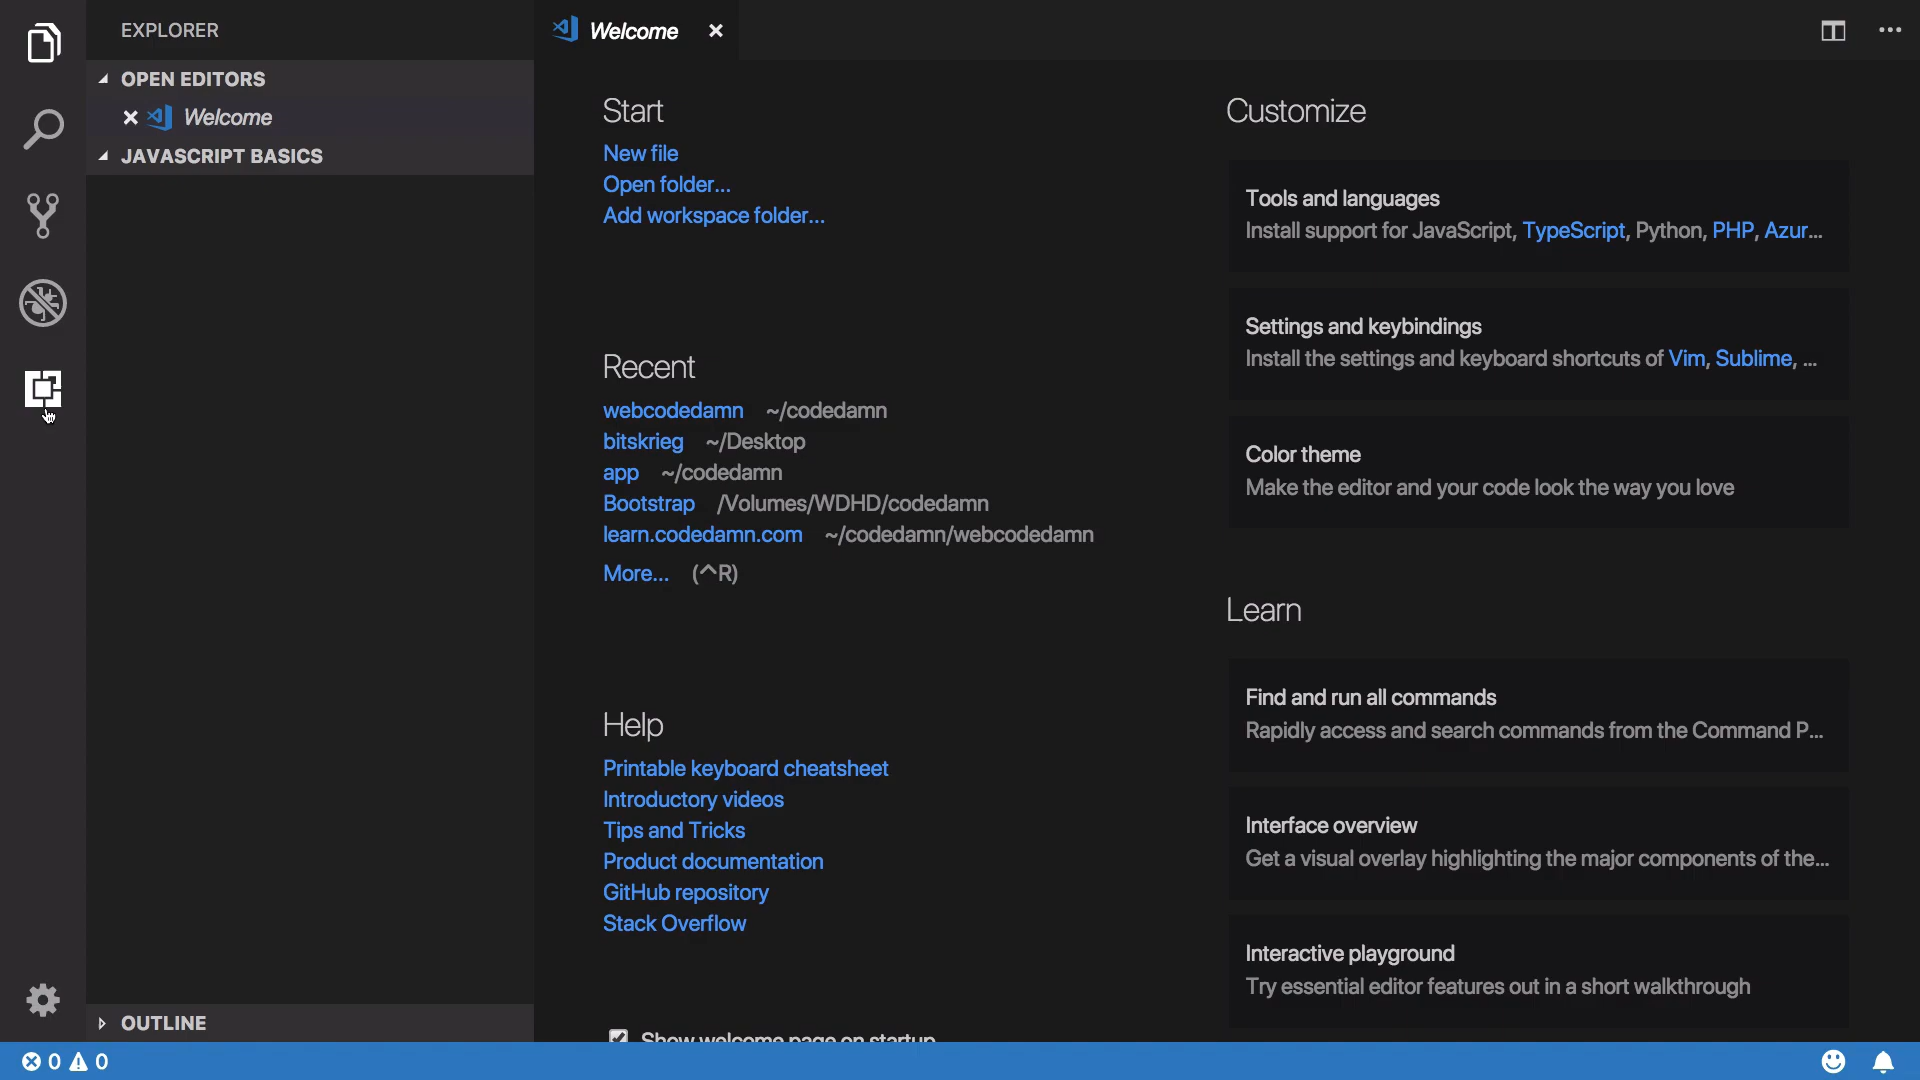 EXPLORER
OPEN EDITORS
Welcome
JAVASCRIPT BASICS
OUTLINE
Welcome
Start
New file
Open folder...
Add workspace folder...
Recent
webcodedamn ~/codedamn
bitskrieg ~/Desktop
app ~/codedamn
Bootstrap /Volumes/WDHD/codedamn
learn.codedamn.com ~/codedamn/webcodedamn
More... (^R)
Help
Printable keyboard cheatsheet
Introductory videos
Tips and Tricks
Product documentation
GitHub repository
Stack Overflow
Show welcome page on startup
Customize
Tools and languages
Install support for JavaScript, TypeScript, Python, PHP, Azur...
Settings and keybindings
Install the settings and keyboard shortcuts of Vim, Sublime, ...
Color theme
Make the editor and your code look the way you love
Learn
Find and run all commands
Rapidly access and search commands from the Command P...
Interface overview
Get a visual overlay highlighting the major components of the...
Interactive playground
Try essential editor features out in a short walkthrough
0 0